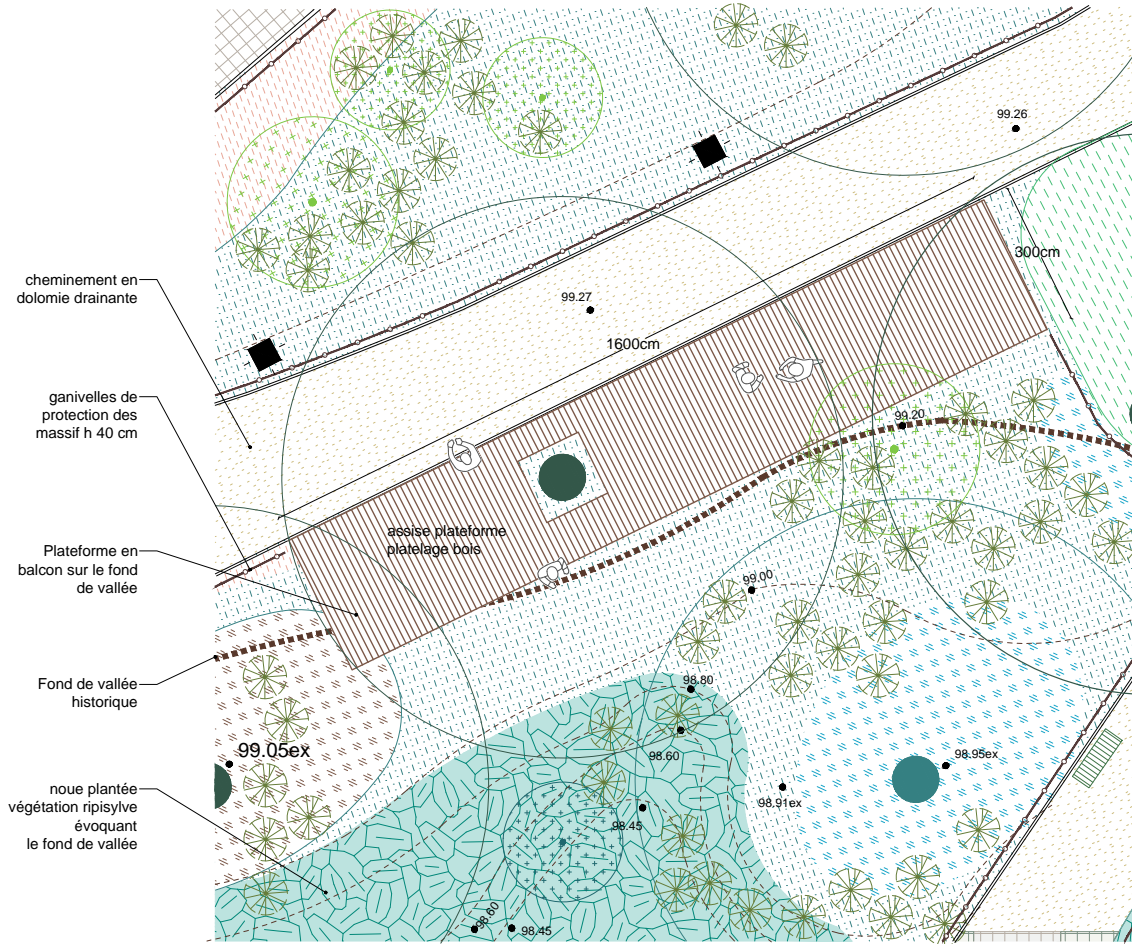 99.26
300cm
cheminement en
dolomie drainante
99.27
1600cm
ganivelles de
protection des
massif h 40 cm
99.20
assise plateforme
platelage bois
Plateforme en
balcon sur le fond
de vallée
99.00
Fond de vallée
historique
98.80
99.05ex
98.60
98.95ex
noue plantée
végétation ripisylve
évoquant
le fond de vallée
98.91ex
98.45
98.60
98.45